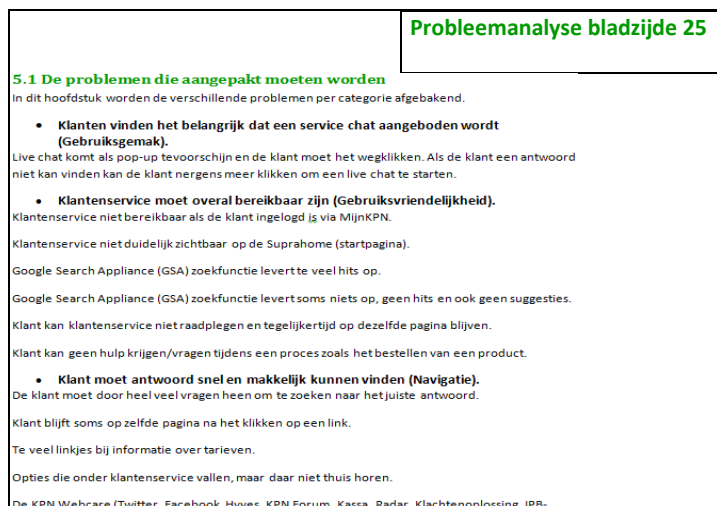 Probleemanalyse bladzijde 25
5.1 De problemen die aangepakt moeten worden
In dit hoofdstuk worden de verschillende problemen per categorie afgebakend.
• Klanten vinden het belangrijk dat een service chat aangeboden wordt
(Gebruiksgemak).
Live chat komt als pop-up tevoorschijn en de klant moet het wegklikken. Als de klant een antwoord
niet kan vinden kan de klant nergens meer klikken om een live chat te starten.
• Klantenservice moet overal bereikbaar zijn (Gebruiksvriendelijkheid).
Klantenservice niet bereikbaar als de klant ingelogd is via MijnKPN.
Klantenservice niet duidelijk zichtbaar op de Suprahome (startpagina).
Google Search Appliance (GSA) zoekfunctie levert te veel hits op.
Google Search Appliance (GSA) zoekfunctie levert soms niets op, geen hits en ook geen suggesties.
Klant kan klantenservice niet raadplegen en tegelijkertijd op dezelfde pagina blijven.
Klant kan geen hulp krijgen/vragen tijdens een proces zoals het bestellen van een product.
• Klant moet antwoord snel en makkelijk kunnen vinden (Navigatie).
De klant moet door heel veel vragen heen om te zoeken naar het juiste antwoord.
Klant blijft soms op zelfde pagina na het klikken op een link.
Te veel linkjes bij informatie over tarieven.
Opties die onder klantenservice vallen, maar daar niet thuis horen.
De KPN Webcare (Twitter, Facebook, Hyves, KPN Forum, Kassa, Radar, Klachtenoplossing, IPB-